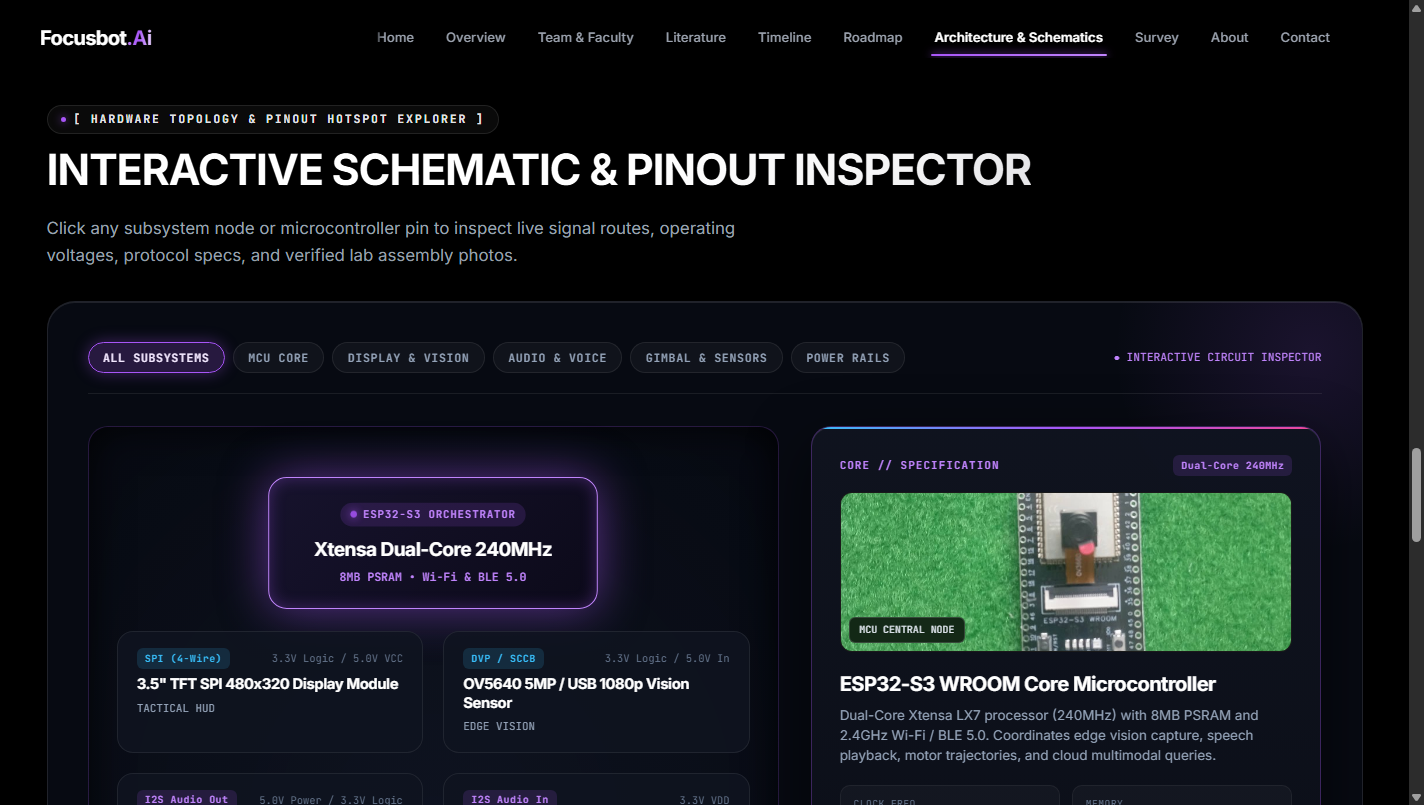 Focusbot.Ai
Home
Overview
Team & Faculty
Literature
Timeline
Roadmap
Architecture & Schematics
Survey
About
Contact
[ HARDWARE TOPOLOGY & PINOUT HOTSPOT EXPLORER ]
INTERACTIVE SCHEMATIC & PINOUT INSPECTOR
Click any subsystem node or microcontroller pin to inspect live signal routes, operating
voltages, protocol specs, and verified lab assembly photos.
ALL SUBSYSTEMS
MCU CORE
DISPLAY & VISION
AUDIO & VOICE
GIMBAL & SENSORS
POWER RAILS
INTERACTIVE CIRCUIT INSPECTOR
ESP32-S3 ORCHESTRATOR
Xtensa Dual-Core 240MHz
8MB PSRAM • Wi-Fi & BLE 5.0
SPI (4-Wire)
3.3V Logic / 5.0V VCC
3.5" TFT SPI 480x320 Display Module
TACTICAL HUD
DVP / SCCB
3.3V Logic / 5.0V In
OV5640 5MP / USB 1080p Vision
Sensor
EDGE VISION
I2S Audio Out
5.0V Power / 3.3V Logic
I2S Audio In
3.3V VDD
CORE // SPECIFICATION
Dual-Core 240MHz
ESP32-S3 WROOM
MCU CENTRAL NODE
ESP32-S3 WROOM Core Microcontroller
Dual-Core Xtensa LX7 processor (240MHz) with 8MB PSRAM and
2.4GHz Wi-Fi / BLE 5.0. Coordinates edge vision capture, speech
playback, motor trajectories, and cloud multimodal queries.
CLOCK FREQ
MEMORY